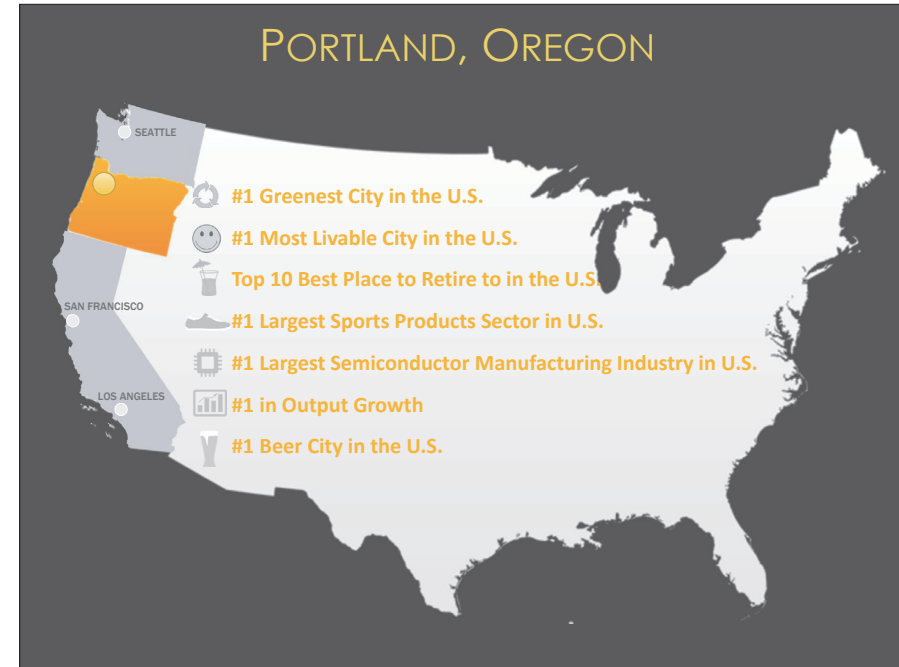 PORTLAND, OREGON
SEATTLE
#1 Greenest City in the U.S.
#1 Most Livable City in the U.S.
Top 10 Best Place to Retire to in the U.S.
SAN FRANCISCO
#1 Largest Sports Products Sector in U.S.
#1 Largest Semiconductor Manufacturing Industry in U.S.
LOS ANGELES
#1 in Output Growth
#1 Beer City in the U.S.